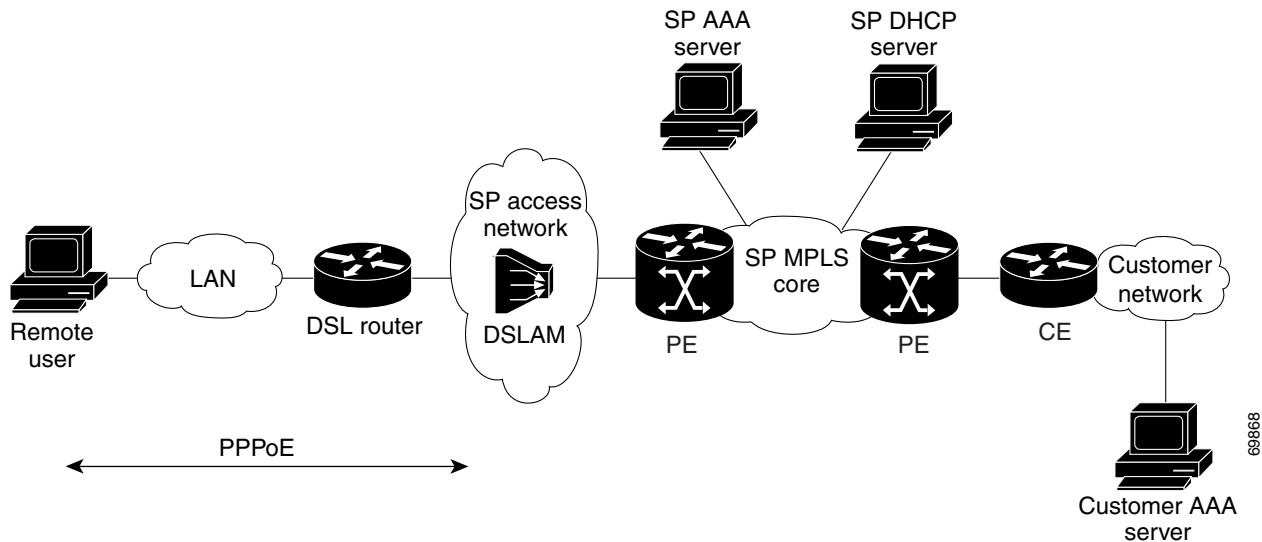 SP AAA
server
SP DHCP
server
SP access
network
LAN
SP MPLS
core
Customer
network
Remote
user
DSL router
DSLAM
PE
PE
CE
PPPoE
Customer AAA
server
69868